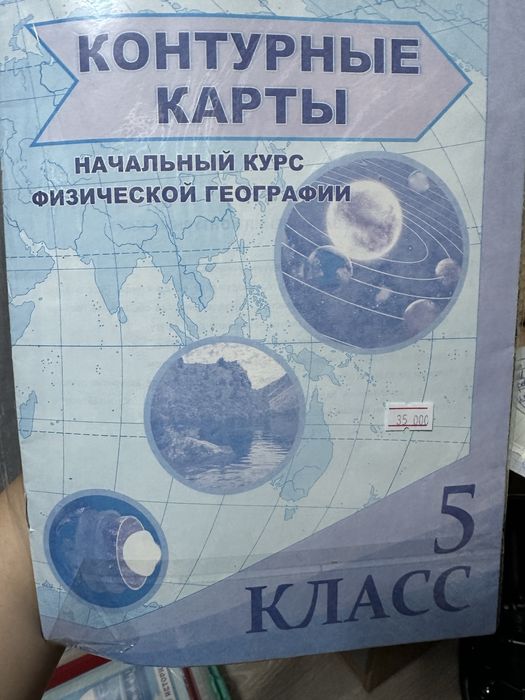 КОНТУРНЫЕ
КАРТЫ
НАЧАЛЬНЫЙ КУРС
ФИЗИЧЕСКОЙ ГЕОГРАФИИ
35 000
5
КЛАСС